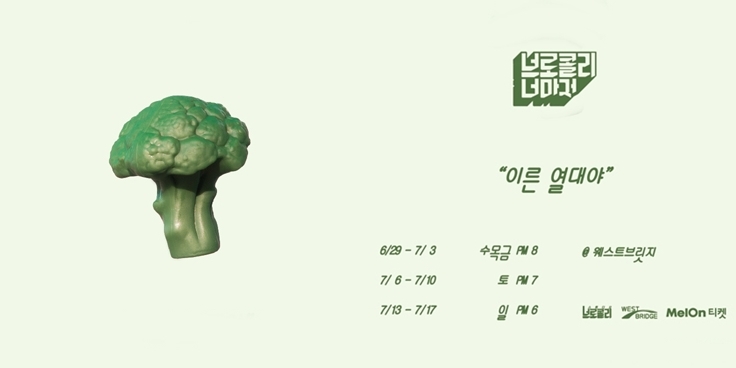 브로콜리
너마저
“이른 열대야”
6/29 - 7/ 3 수목금 PM 8 @ 웨스트브릿지
7/ 6 - 7/10 토 PM 7
7/13 - 7/17 일 PM 6
브로콜리 WEST BRIDGE MelOn 티켓